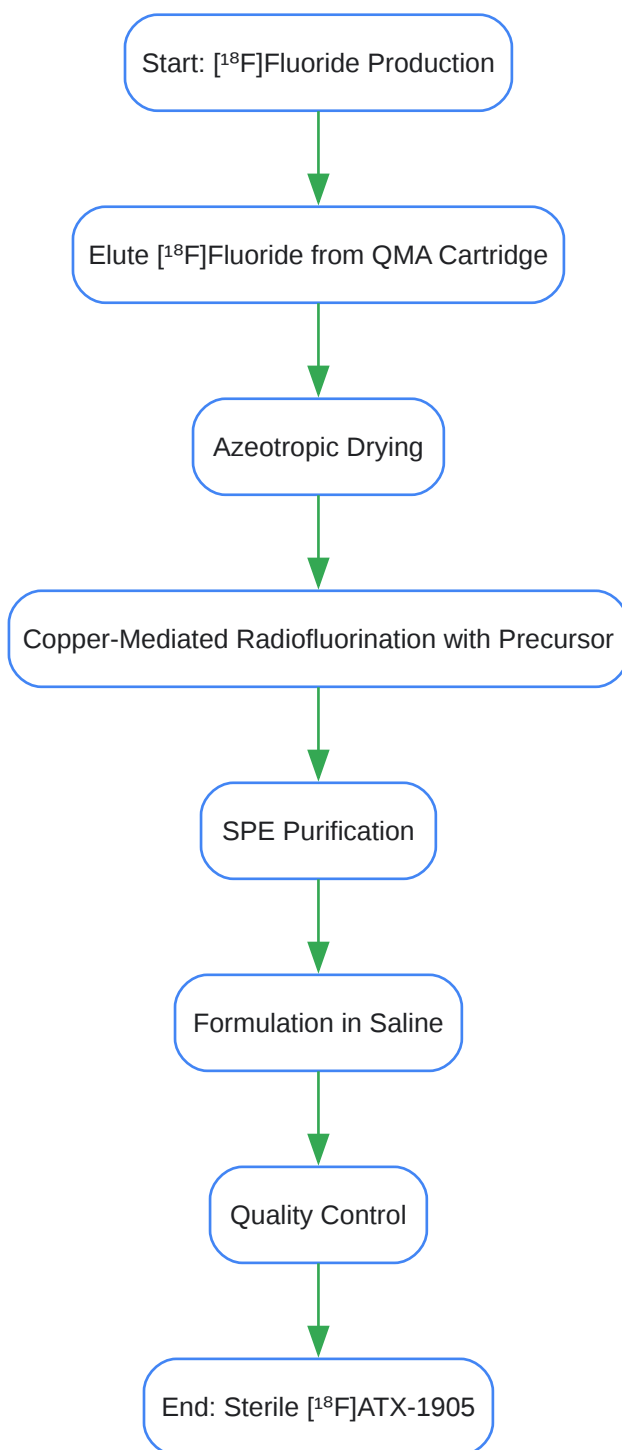 Start: [¹⁸F]Fluoride Production
Elute [¹⁸F]Fluoride from QMA Cartridge
Azeotropic Drying
Copper-Mediated Radiofluorination with Precursor
SPE Purification
Formulation in Saline
Quality Control
End: Sterile [¹⁸F]ATX-1905